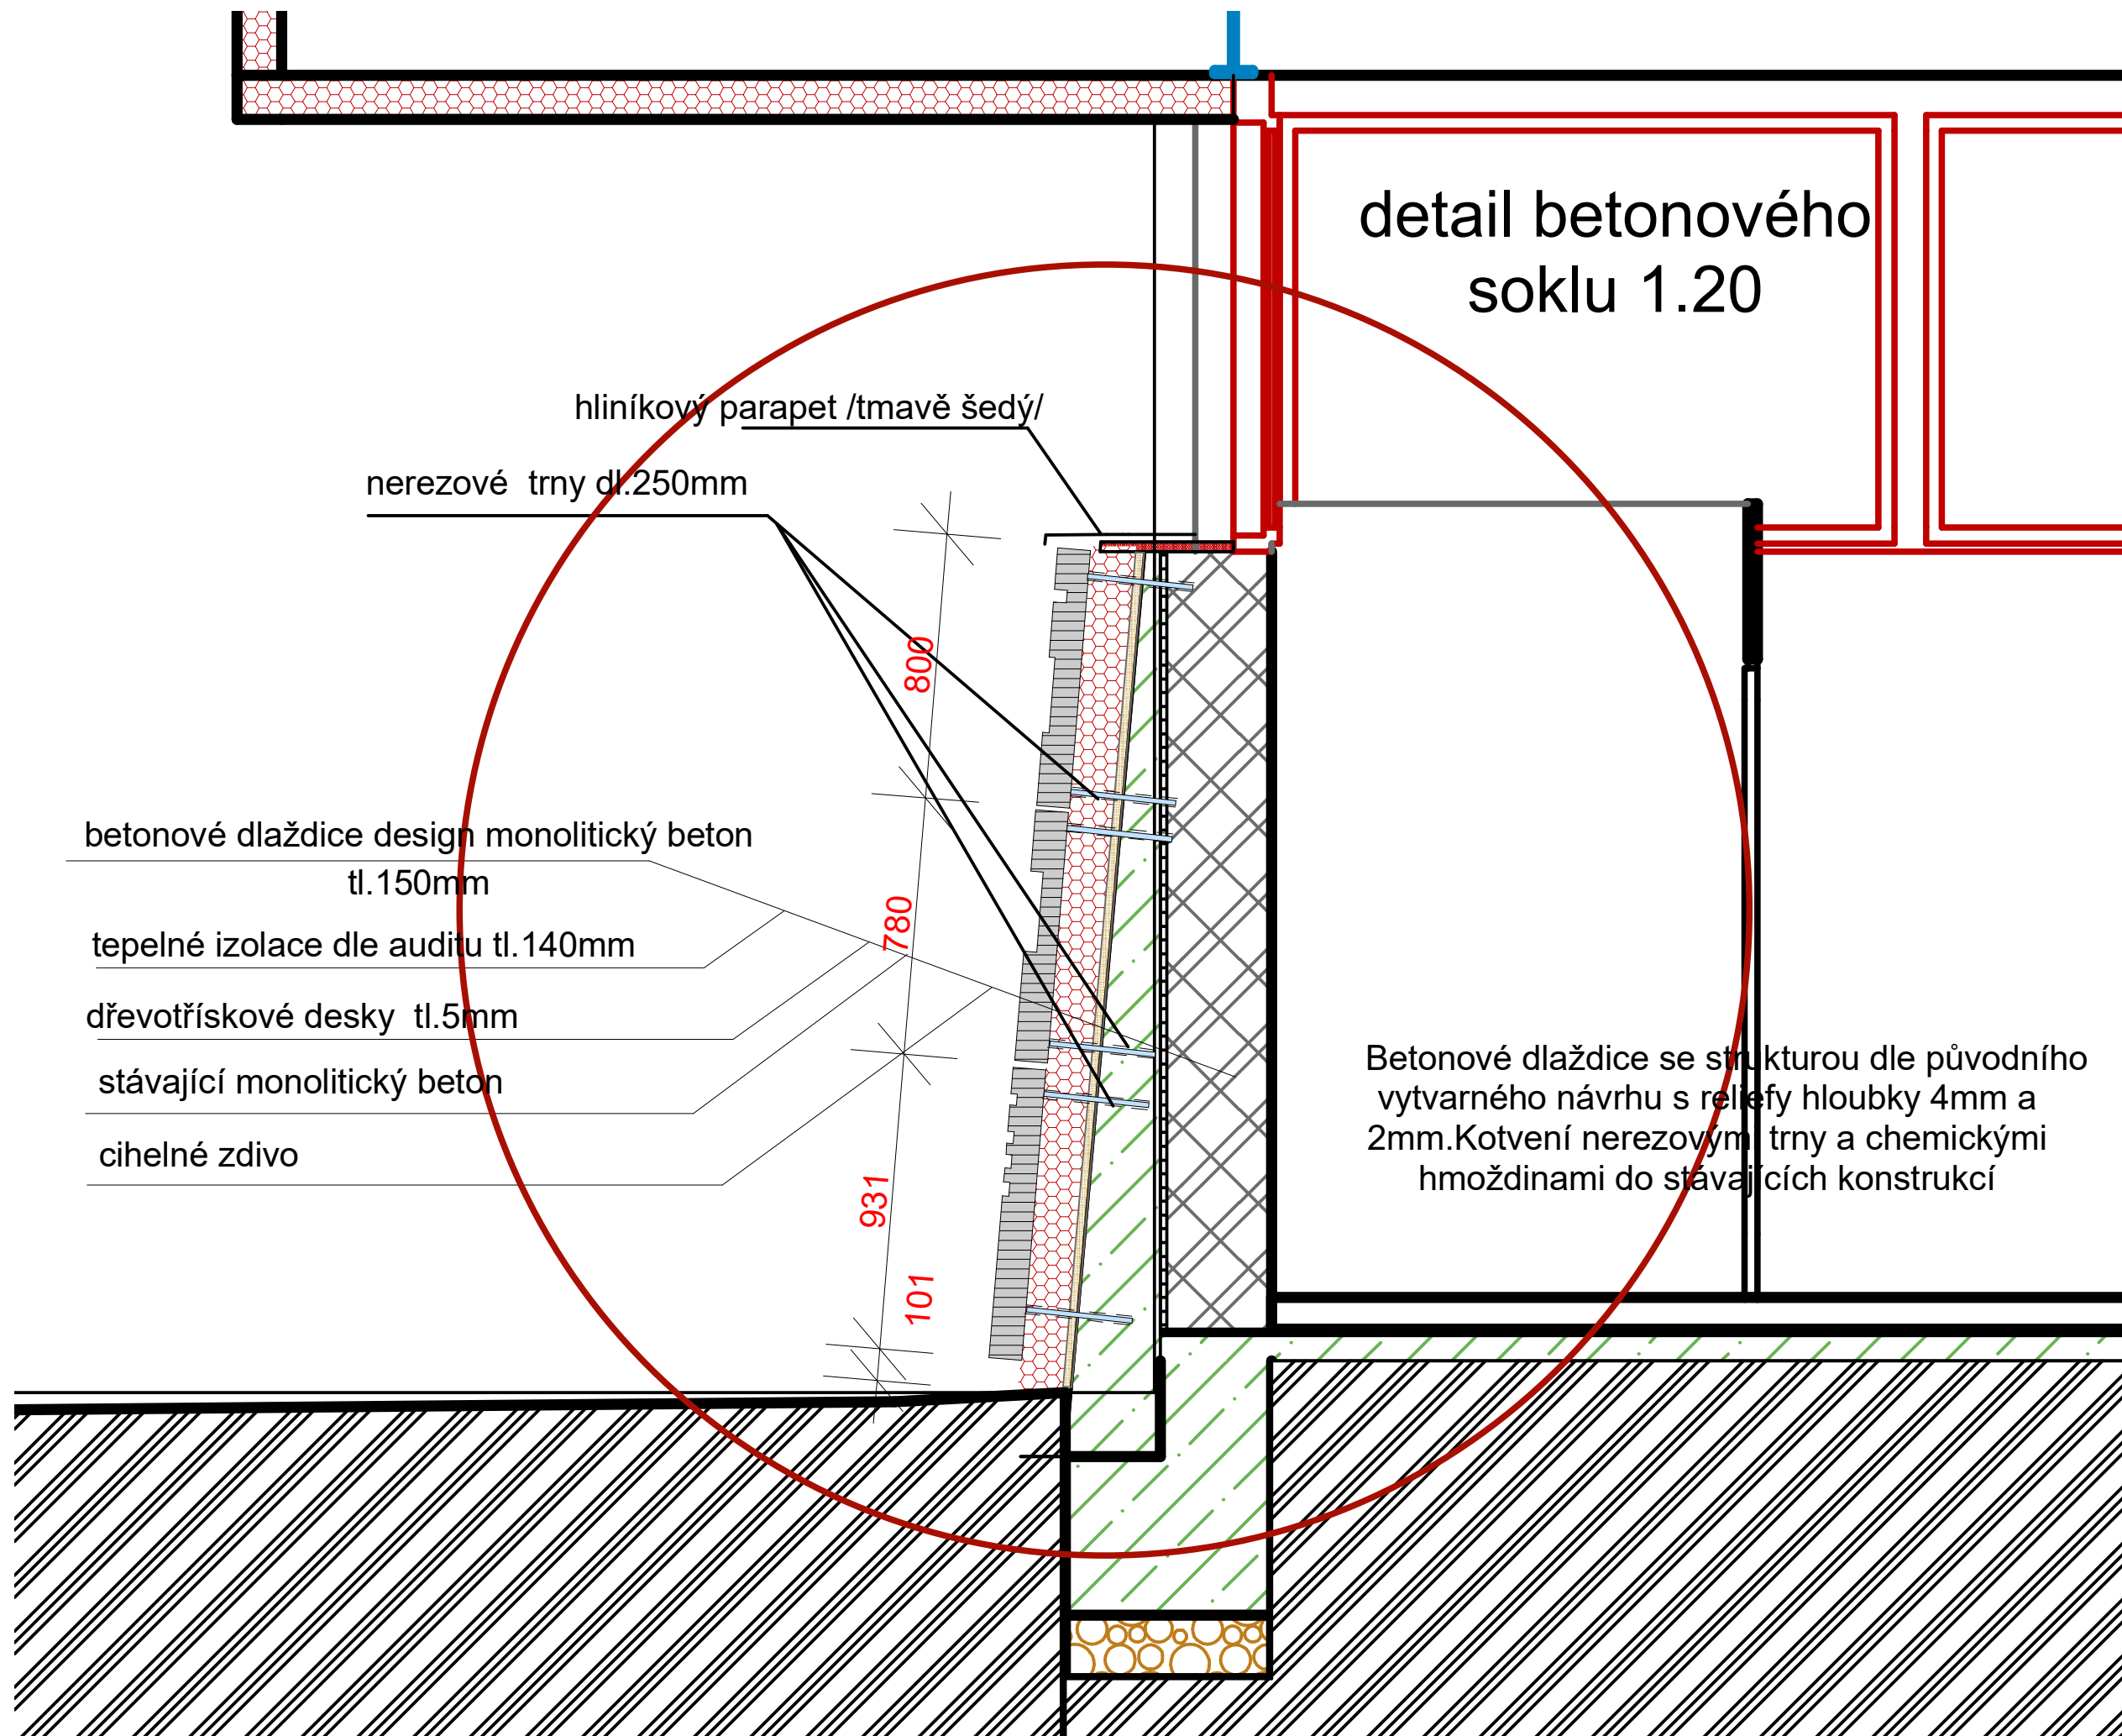 detail betonového
soklu 1.20
hliníkový parapet /tmavě šedý/
nerezové trny dl.250mm
800
betonové dlaždice design monolitický beton
tl.150mm
780
tepelné izolace dle auditu tl.140mm
dřevotřískové desky tl.5mm
stávající monolitický beton
cihelné zdivo
931
101
Betonové dlaždice se strukturou dle původního
vytvarného návrhu s reliefy hloubky 4mm a
2mm.Kotvení nerezovými trny a chemickými
hmoždinami do stávajících konstrukcí